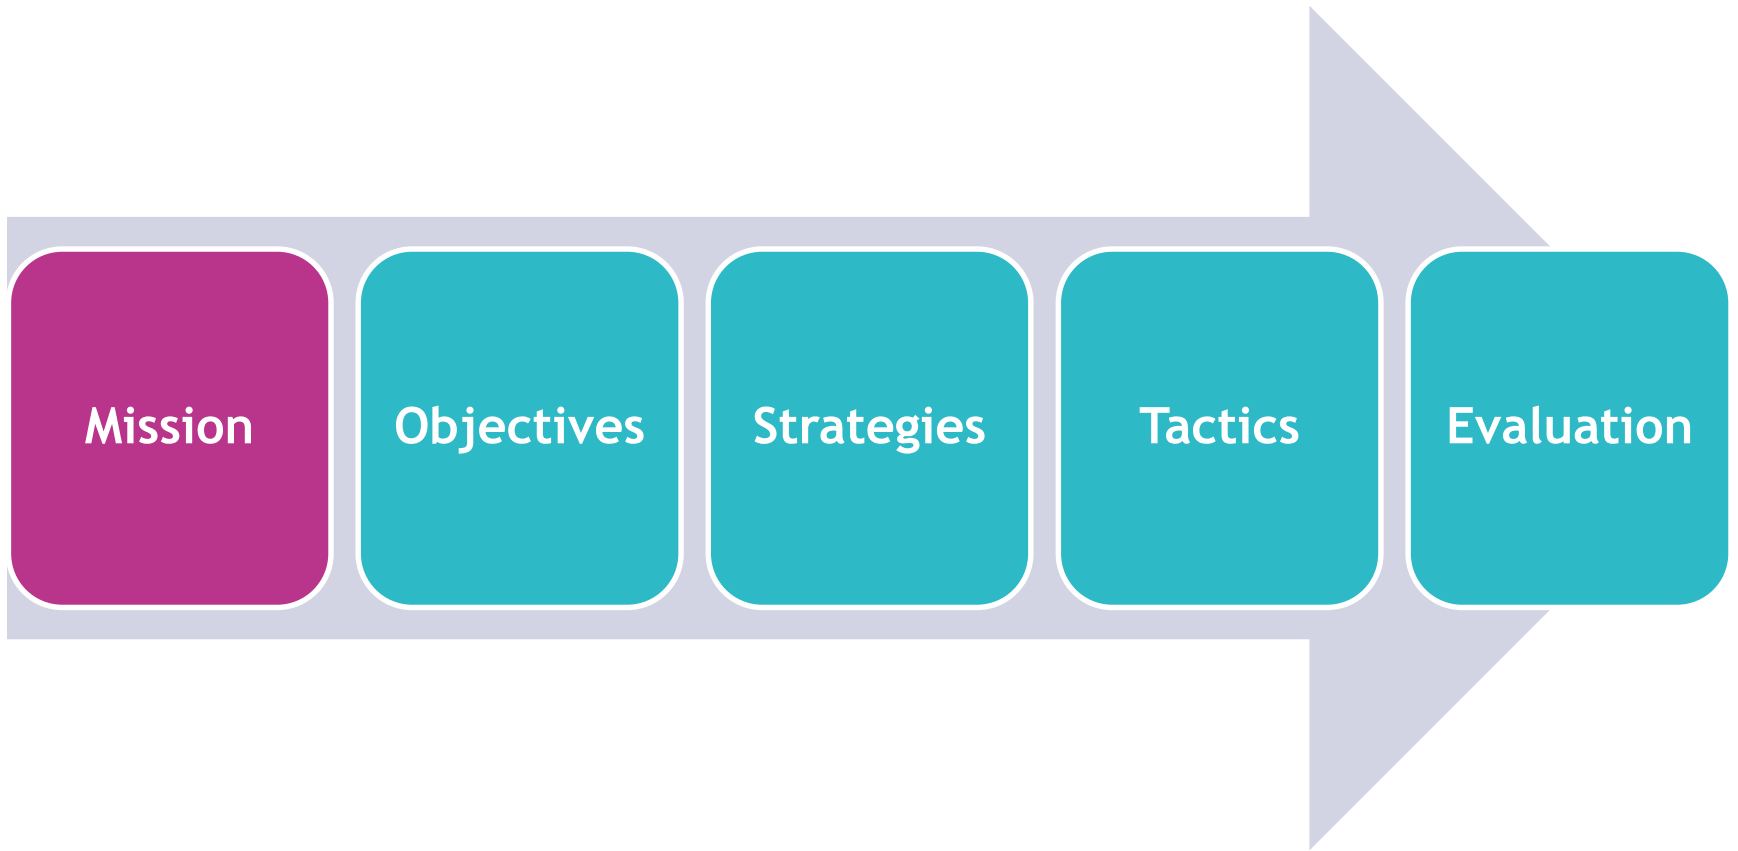 Mission
Objectives
Strategies
Tactics
Evaluation